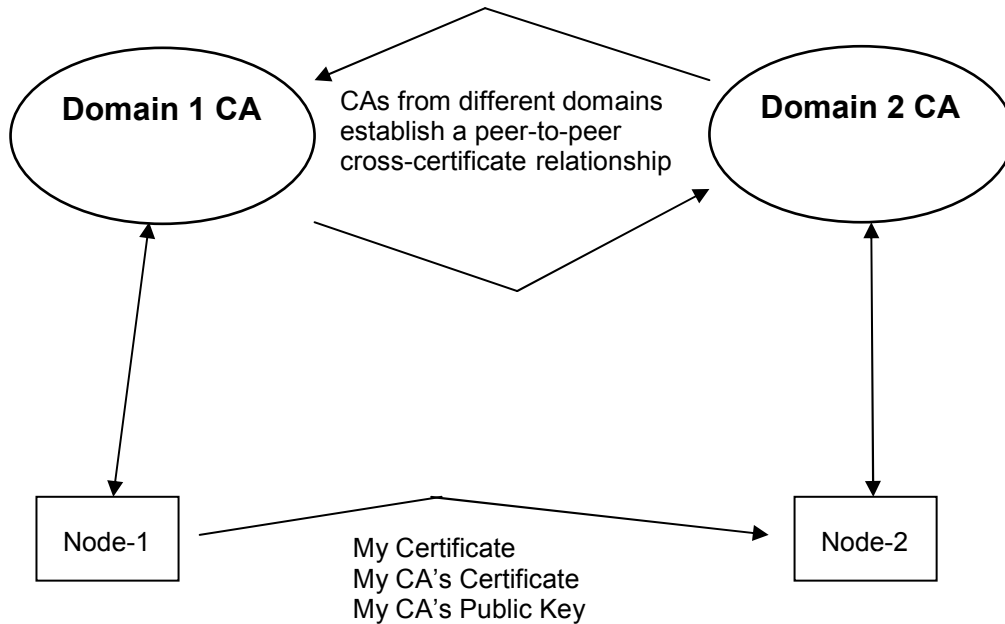 Domain 1 CA
CAs from different domains
establish a peer-to-peer
cross-certificate relationship
Domain 2 CA
Node-1
My Certificate
My CA’s Certificate
My CA’s Public Key
Node-2